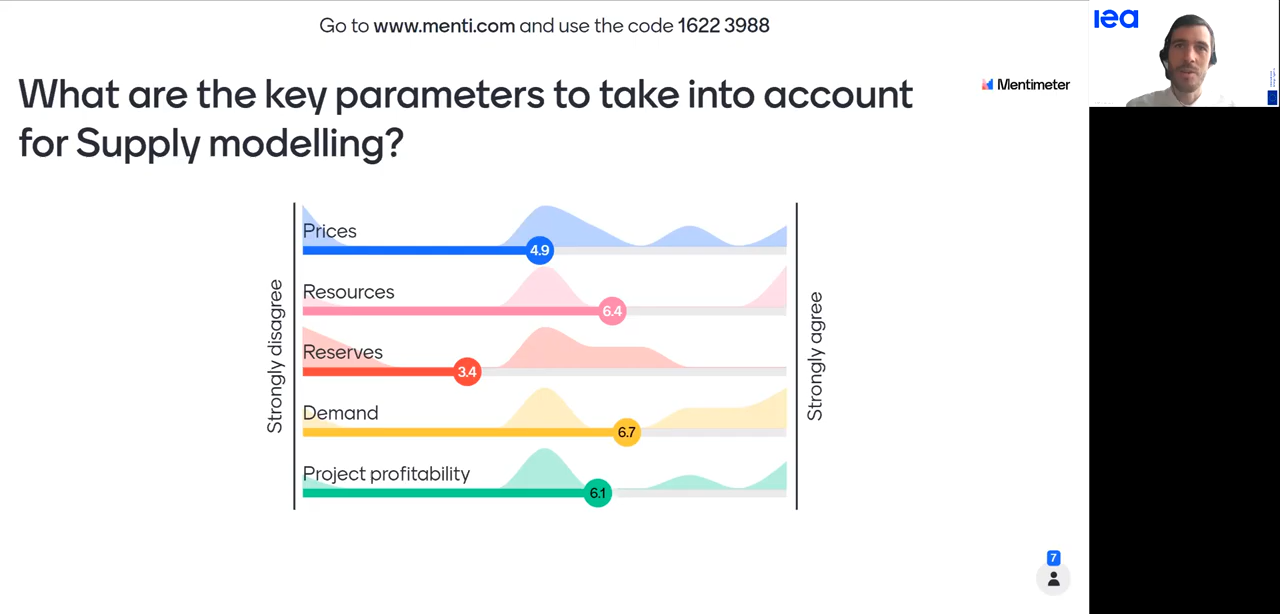 Go to www.menti.com and use the code 1622 3988
iea
What are the key parameters to take into account
for Supply modelling?
Mentimeter
Strongly disagree
Prices
4.9
Resources
6.4
Reserves
3.4
Demand
6.7
Project profitability
6.1
Strongly agree
7